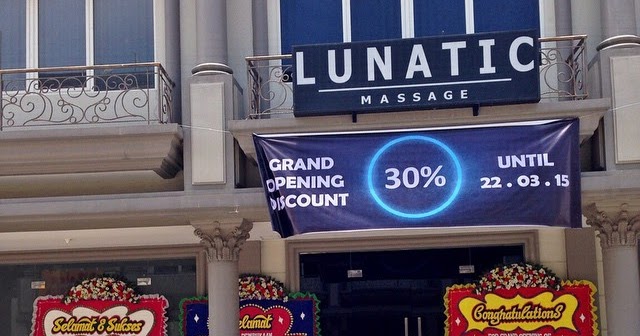 LUNATIC
MASSAGE
GRAND
OPENING
DISCOUNT
30%
UNTIL
22 . 03 . 15
Selamat & Sukses
Selamat
Congratulations